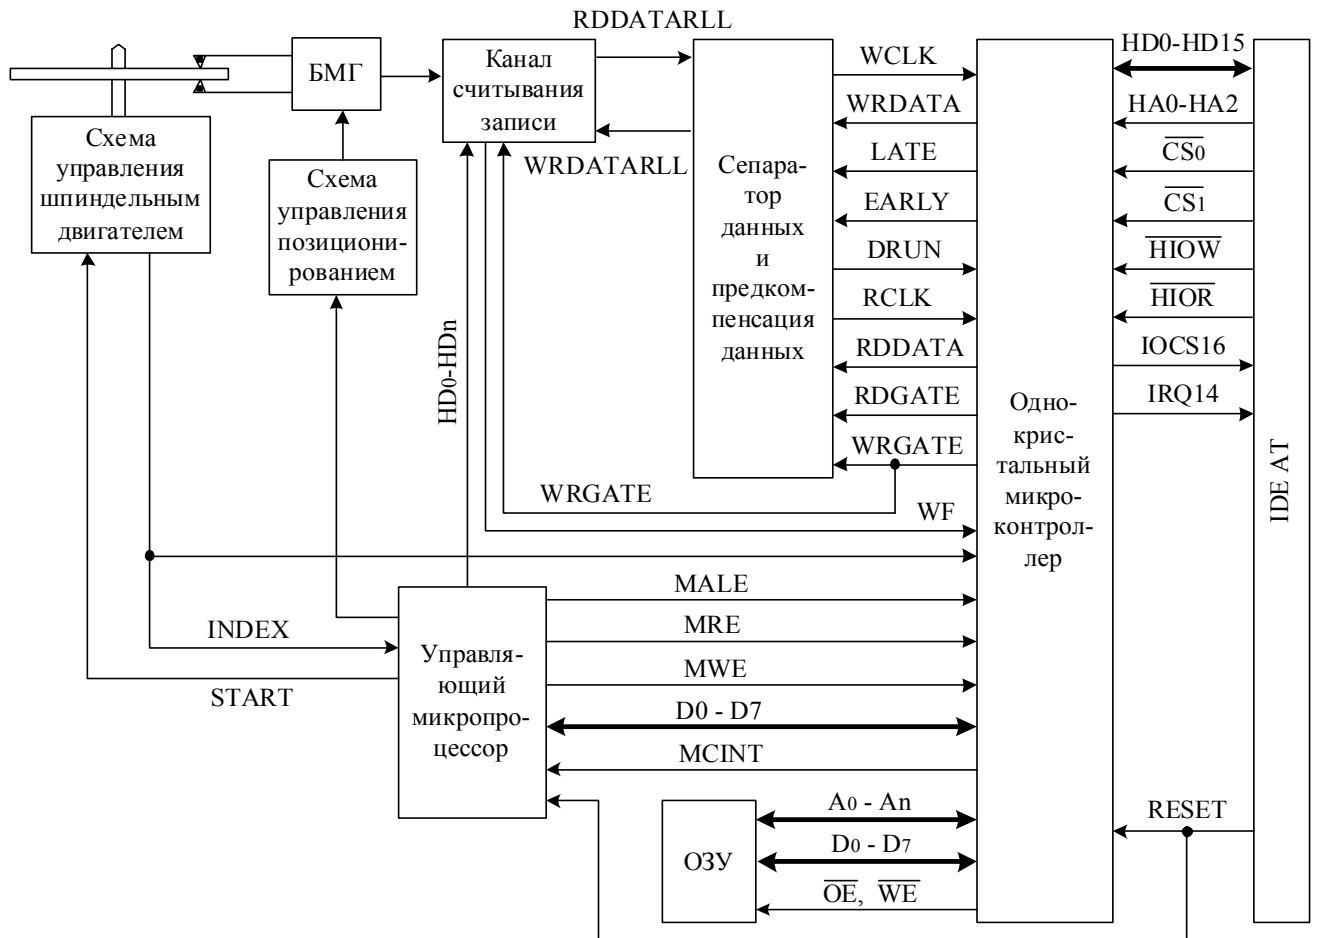 RDDATARLL
БМГ
Канал
считывания
записи
WRDATARLL
Схема
управления
шпиндельным
двигателем
Схема
управления
позициони-
рованием
Сепара-
тор
данных
и
предком-
пенсация
данных
WCLK
WRDATA
LATE
EARLY
DRUN
RCLK
RDDATA
RDGATE
WRGATE
WRGATE
WF
HD0-HDn
Одно-
крис-
тальный
микро-
контрол-
лер
HD0-HD15
HA0-HA2
CS0
CS1
HIOW
HIOR
IOCS16
IRQ14
IDE AT
INDEX
START
Управля-
ющий
микропро-
цессор
MALE
MRE
MWE
D0 - D7
MCINT
ОЗУ
A0 - An
D0 - D7
OE, WE
RESET